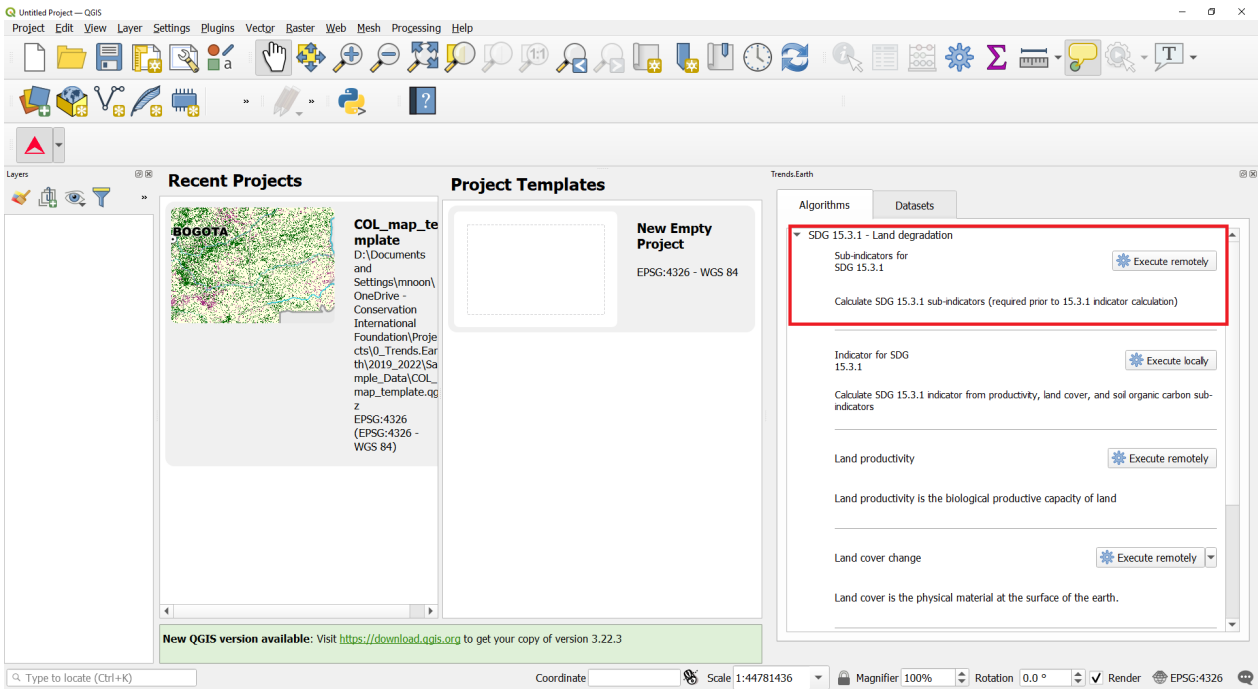 Untitled Project — QGIS
Project Edit View Layer Settings Plugins Vector Raster Web Mesh Processing Help
Layers
Recent Projects
BOGOTA
COL_map_te
mplate
D:\Documents
and
Settings\mnoon\
OneDrive -
Conservation
International
Foundation\Proje
cts\0_Trends.Ear
th\2019_2022\Sa
mple_Data\COL_
map_template.qg
z
EPSG:4326
(EPSG:4326 -
WGS 84)
Project Templates
New Empty
Project
EPSG:4326 - WGS 84
New QGIS version available: Visit https://download.qgis.org to get your copy of version 3.22.3
Trends.Earth
Algorithms Datasets
SDG 15.3.1 - Land degradation
Sub-indicators for
SDG 15.3.1
Execute remotely
Calculate SDG 15.3.1 sub-indicators (required prior to 15.3.1 indicator calculation)
Indicator for SDG
15.3.1
Execute locally
Calculate SDG 15.3.1 indicator from productivity, land cover, and soil organic carbon sub-
indicators
Land productivity
Execute remotely
Land productivity is the biological productive capacity of land
Land cover change
Execute remotely
Land cover is the physical material at the surface of the earth.
Type to locate (Ctrl+K)
Coordinate
Scale 1:44781436
Magnifier 100%
Rotation 0.0 °
Render
EPSG:4326